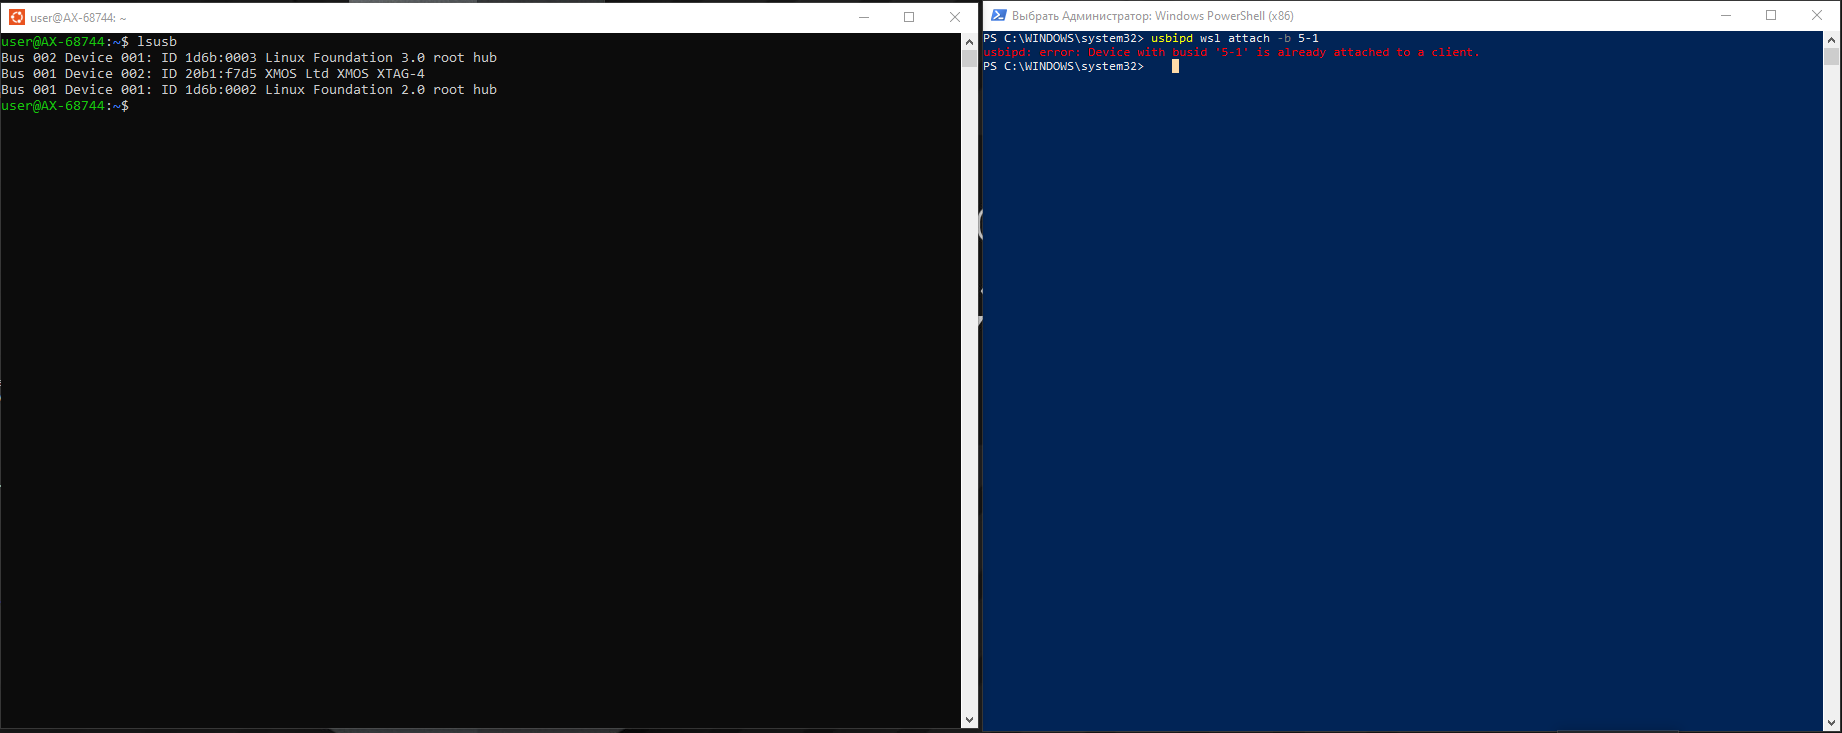 user@AX-68744: ~
user@AX-68744:~$ lsusb
Bus 002 Device 001: ID 1d6b:0003 Linux Foundation 3.0 root hub
Bus 001 Device 002: ID 20b1:f7d5 XMOS Ltd XMOS XTAG-4
Bus 001 Device 001: ID 1d6b:0002 Linux Foundation 2.0 root hub
user@AX-68744:~$
Выбрать Администратор: Windows PowerShell (x86)
PS C:\WINDOWS\system32> usbipd wsl attach -b 5-1
usbipd: error: Device with busid '5-1' is already attached to a client.
PS C:\WINDOWS\system32>